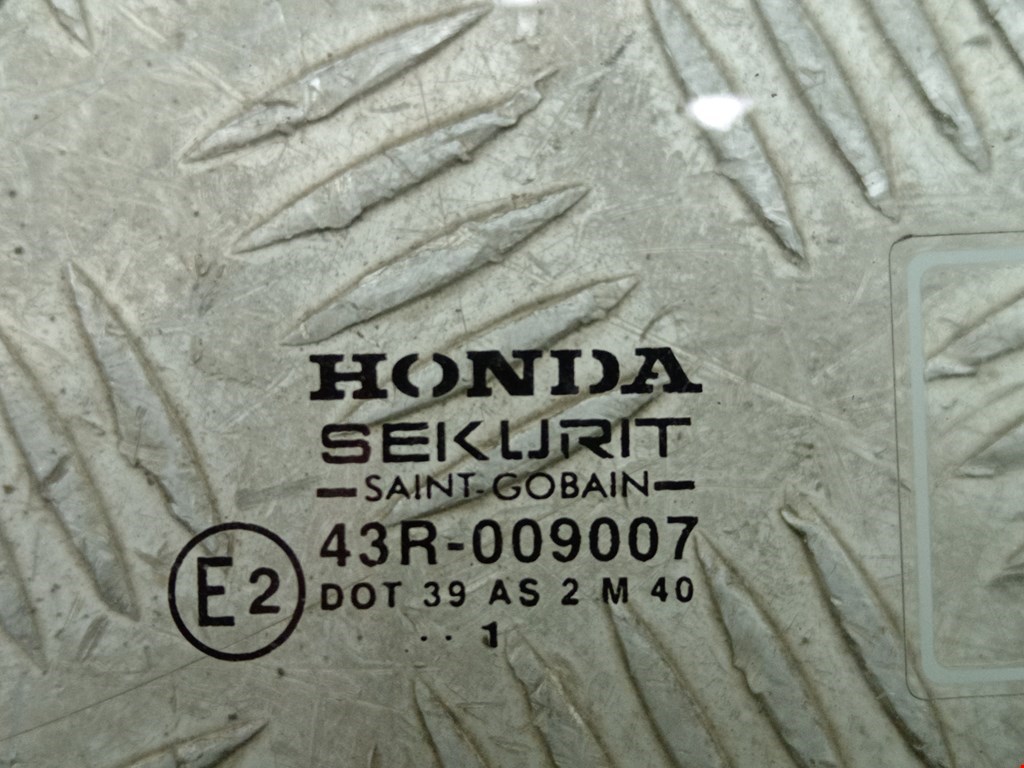 HONDA
SEKURIT
—SAINT-GOBAIN—
43R-009007
E2
DOT 39 AS 2 M 40
.. 1